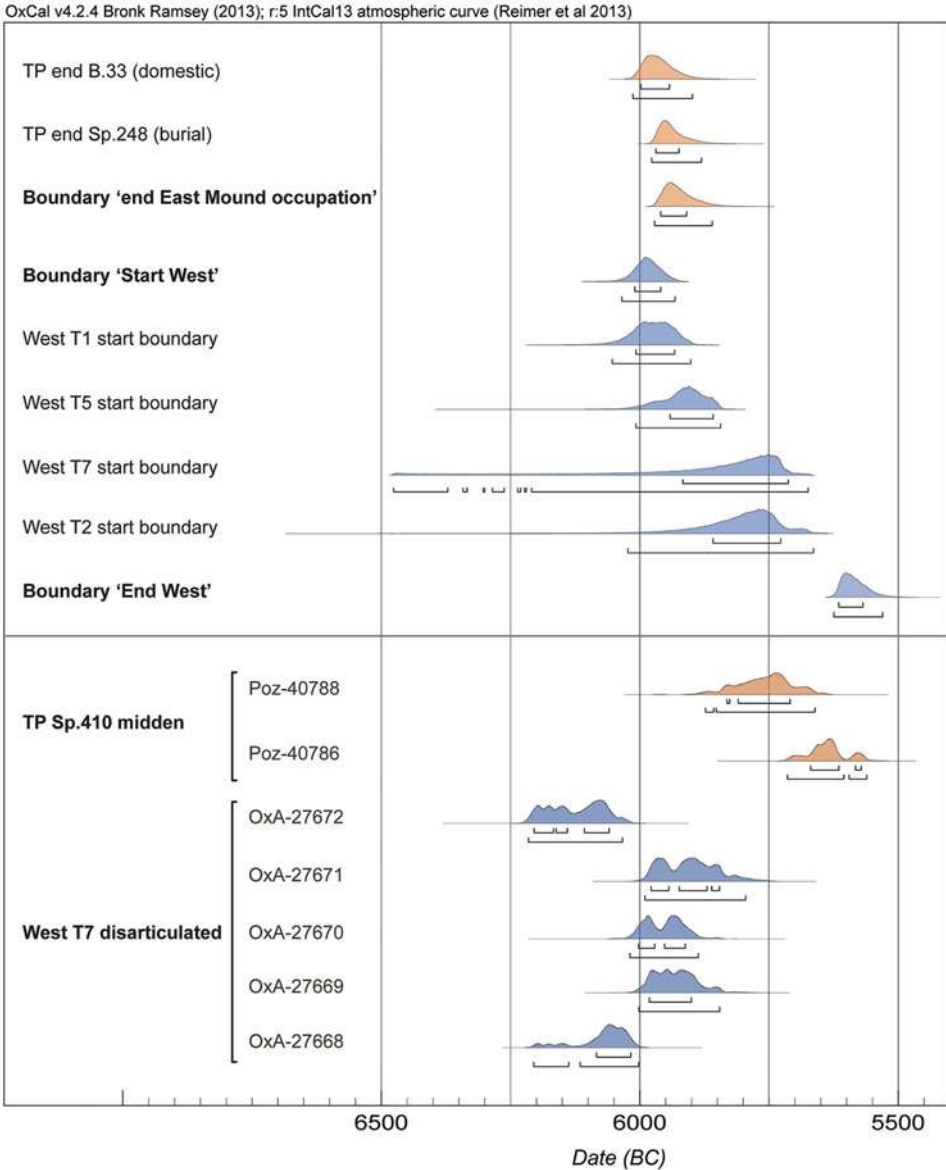 OxCal v4.2.4 Bronk Ramsey (2013); r:5 IntCal13 atmospheric curve (Reimer et al 2013)
TP end B.33 (domestic)
TP end Sp.248 (burial)
Boundary ‘end East Mound occupation’
Boundary ‘Start West’
West T1 start boundary
West T5 start boundary
West T7 start boundary
West T2 start boundary
Boundary ‘End West’
TP Sp.410 midden
Poz-40788
Poz-40786
West T7 disarticulated
OxA-27672
OxA-27671
OxA-27670
OxA-27669
OxA-27668
6500 6000 5500
Date (BC)